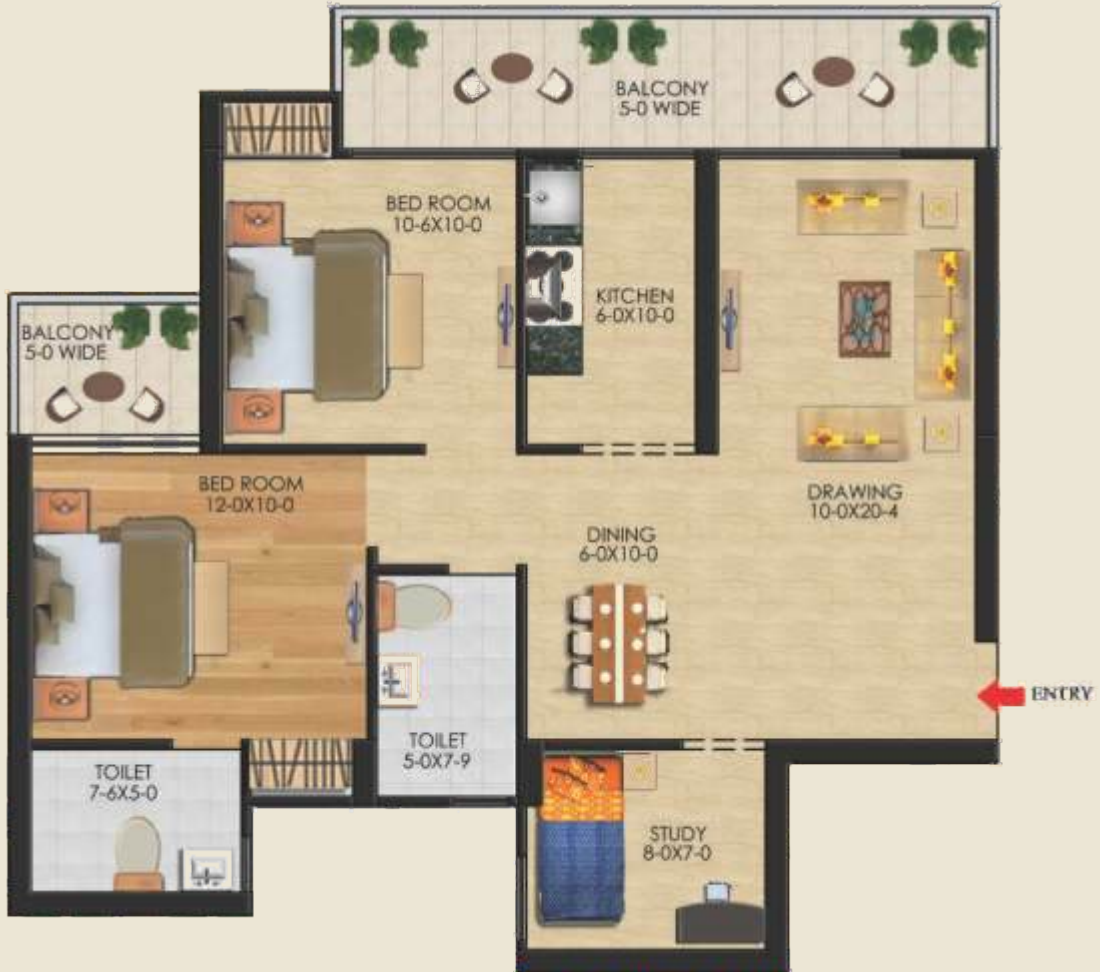 BALCONY
5-0 WIDE
BED ROOM
10-6X10-0
KITCHEN
6-0X10-0
BALCONY
5-0 WIDE
BED ROOM
12-0X10-0
DRAWING
10-0X20-4
DINING
6-0X10-0
ENTRY
TOILET
5-0X7-9
TOILET
7-6X5-0
STUDY
8-0X7-0